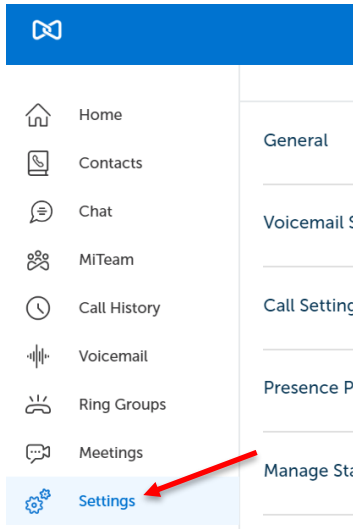 Home
Contacts
Chat
MiTeam
Call History
Voicemail
Ring Groups
Meetings
Settings
General
Voicemail S
Call Setting
Presence P
Manage Sta